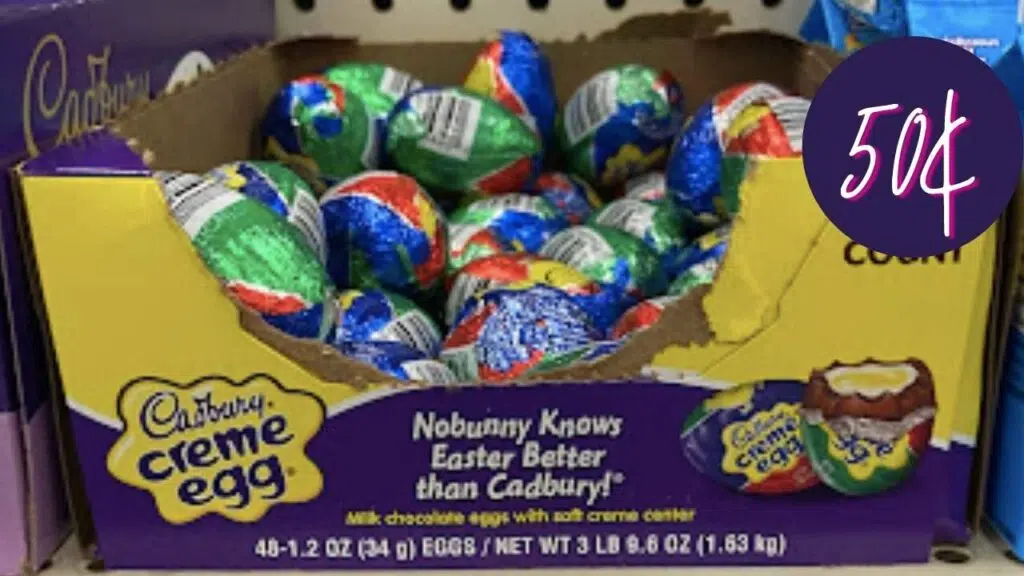 Cadbury
50¢
COUNT
Cadbury
creme
egg
Nobunny Knows
Easter Better
than Cadbury!
Milk chocolate eggs with soft creme center
48-1.2 OZ (34 g) EGGS / NET WT 3 LB 9.6 OZ (1.63 kg)
Cadbury
creme
egg